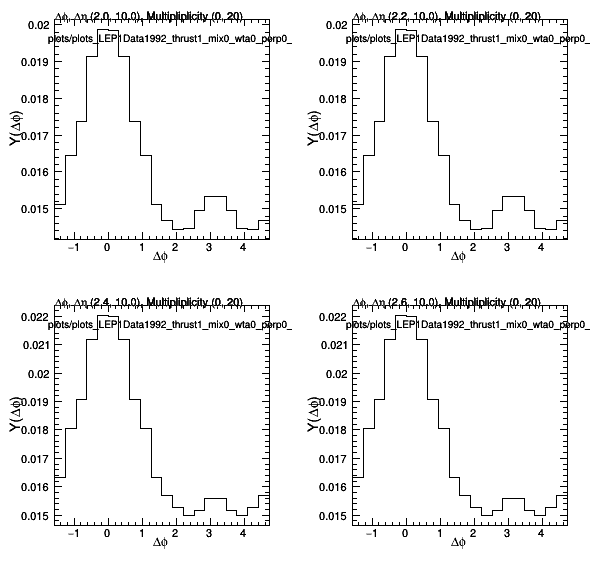 Δφ, Δη (2.0, 10.0), Multipliplicity (0, 20)
plots/plots_LEP1Data1992_thrust1_mix0_wta0_perp0_
0.02
0.019
0.018
0.017
0.016
0.015
Y(Δφ)
−1 0 1 2 3 4
Δφ
Δφ, Δη (2.2, 10.0), Multipliplicity (0, 20)
plots/plots_LEP1Data1992_thrust1_mix0_wta0_perp0_
0.02
0.019
0.018
0.017
0.016
0.015
Y(Δφ)
−1 0 1 2 3 4
Δφ
Δφ, Δη (2.4, 10.0), Multipliplicity (0, 20)
plots/plots_LEP1Data1992_thrust1_mix0_wta0_perp0_
0.022
0.021
0.02
0.019
0.018
0.017
0.016
0.015
Y(Δφ)
−1 0 1 2 3 4
Δφ
Δφ, Δη (2.6, 10.0), Multipliplicity (0, 20)
plots/plots_LEP1Data1992_thrust1_mix0_wta0_perp0_
0.022
0.021
0.02
0.019
0.018
0.017
0.016
0.015
Y(Δφ)
−1 0 1 2 3 4
Δφ